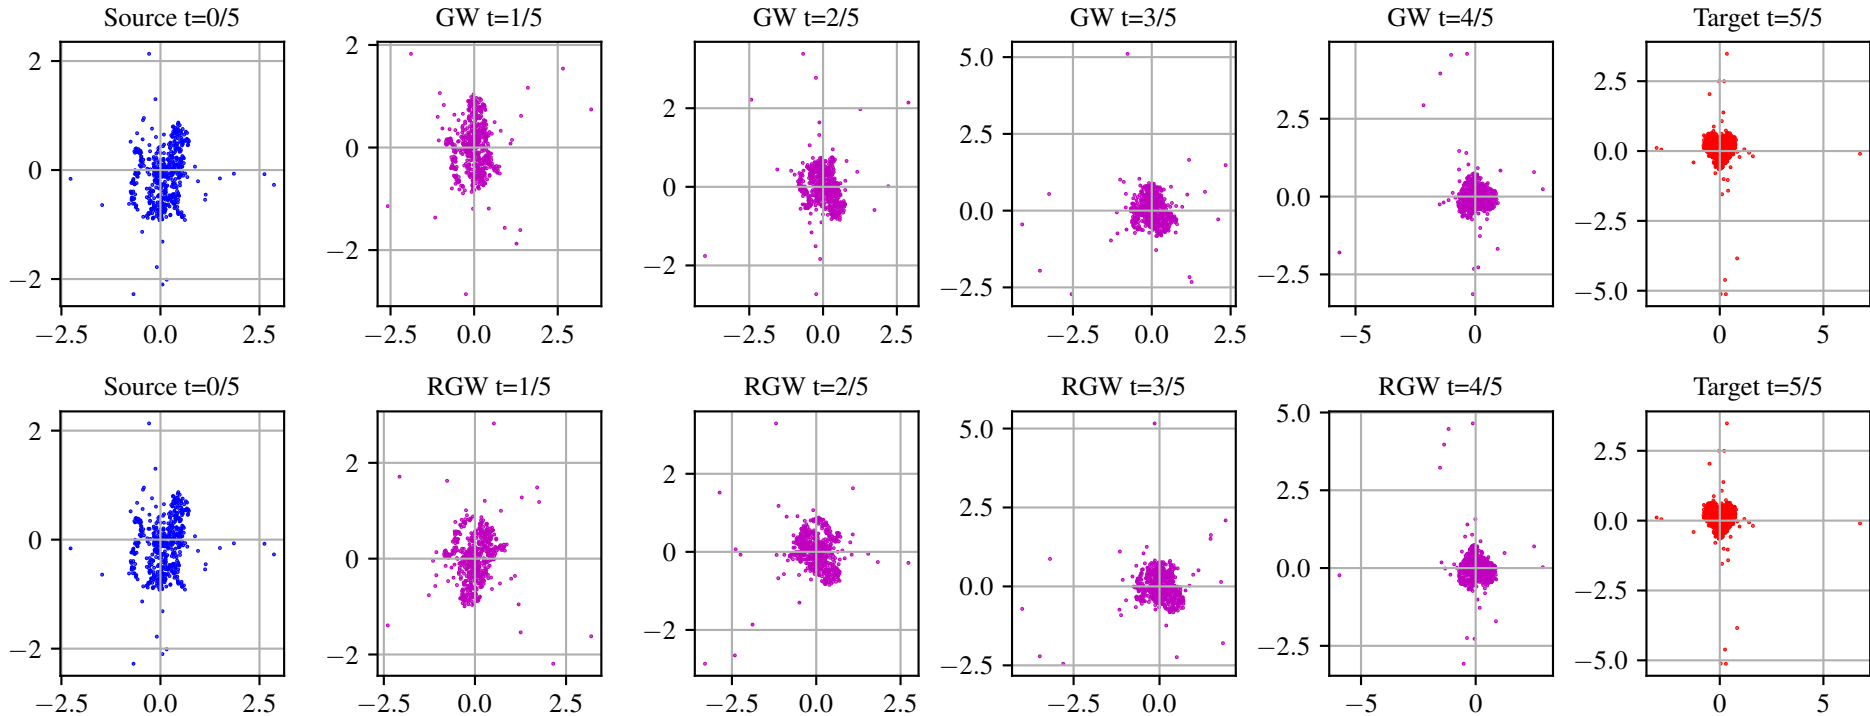 Source t=0/5 GW t=1/5 GW t=2/5 GW t=3/5 GW t=4/5 Target t=5/5
2 0 −2 −2.5 0.0 2.5
2 0 −2 −2.5 0.0 2.5
2 0 −2 −2.5 0.0 2.5
5.0 2.5 0.0 −2.5 −2.5 0.0 2.5
2.5 0.0 −2.5 −5 0
2.5 0.0 −2.5 −5.0 0 5
Source t=0/5 RGW t=1/5 RGW t=2/5 RGW t=3/5 RGW t=4/5 Target t=5/5
2 0 −2 −2.5 0.0 2.5
2 0 −2 −2.5 0.0 2.5
2 0 −2 −2.5 0.0 2.5
5.0 2.5 0.0 −2.5 −2.5 0.0
5.0 2.5 0.0 −2.5 −5 0
2.5 0.0 −2.5 −5.0 0 5